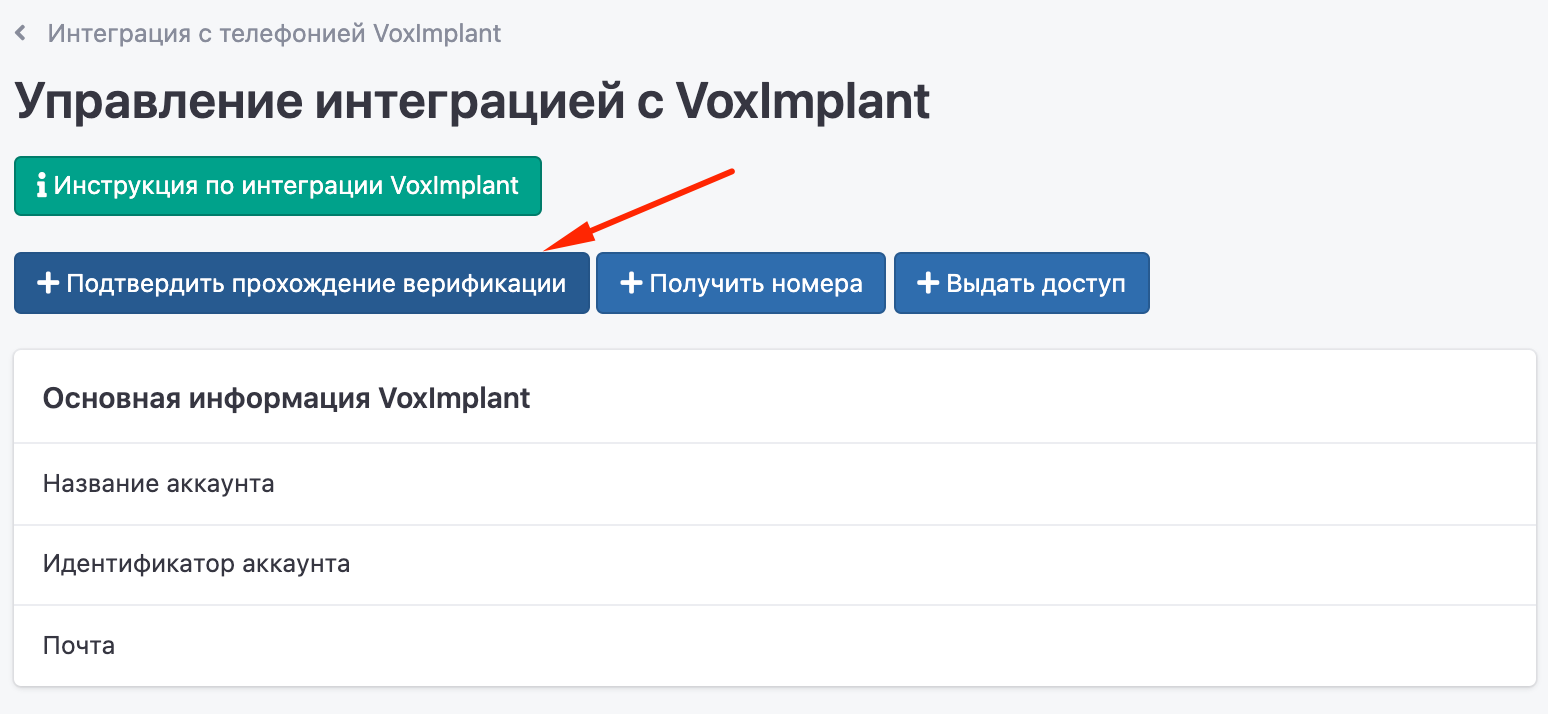 Интеграция с телефонией VoxImplant
Управление интеграцией с VoxImplant
Инструкция по интеграции VoxImplant
Подтвердить прохождение верификации
Получить номера
Выдать доступ
Основная информация VoxImplant
Название аккаунта
Идентификатор аккаунта
Почта